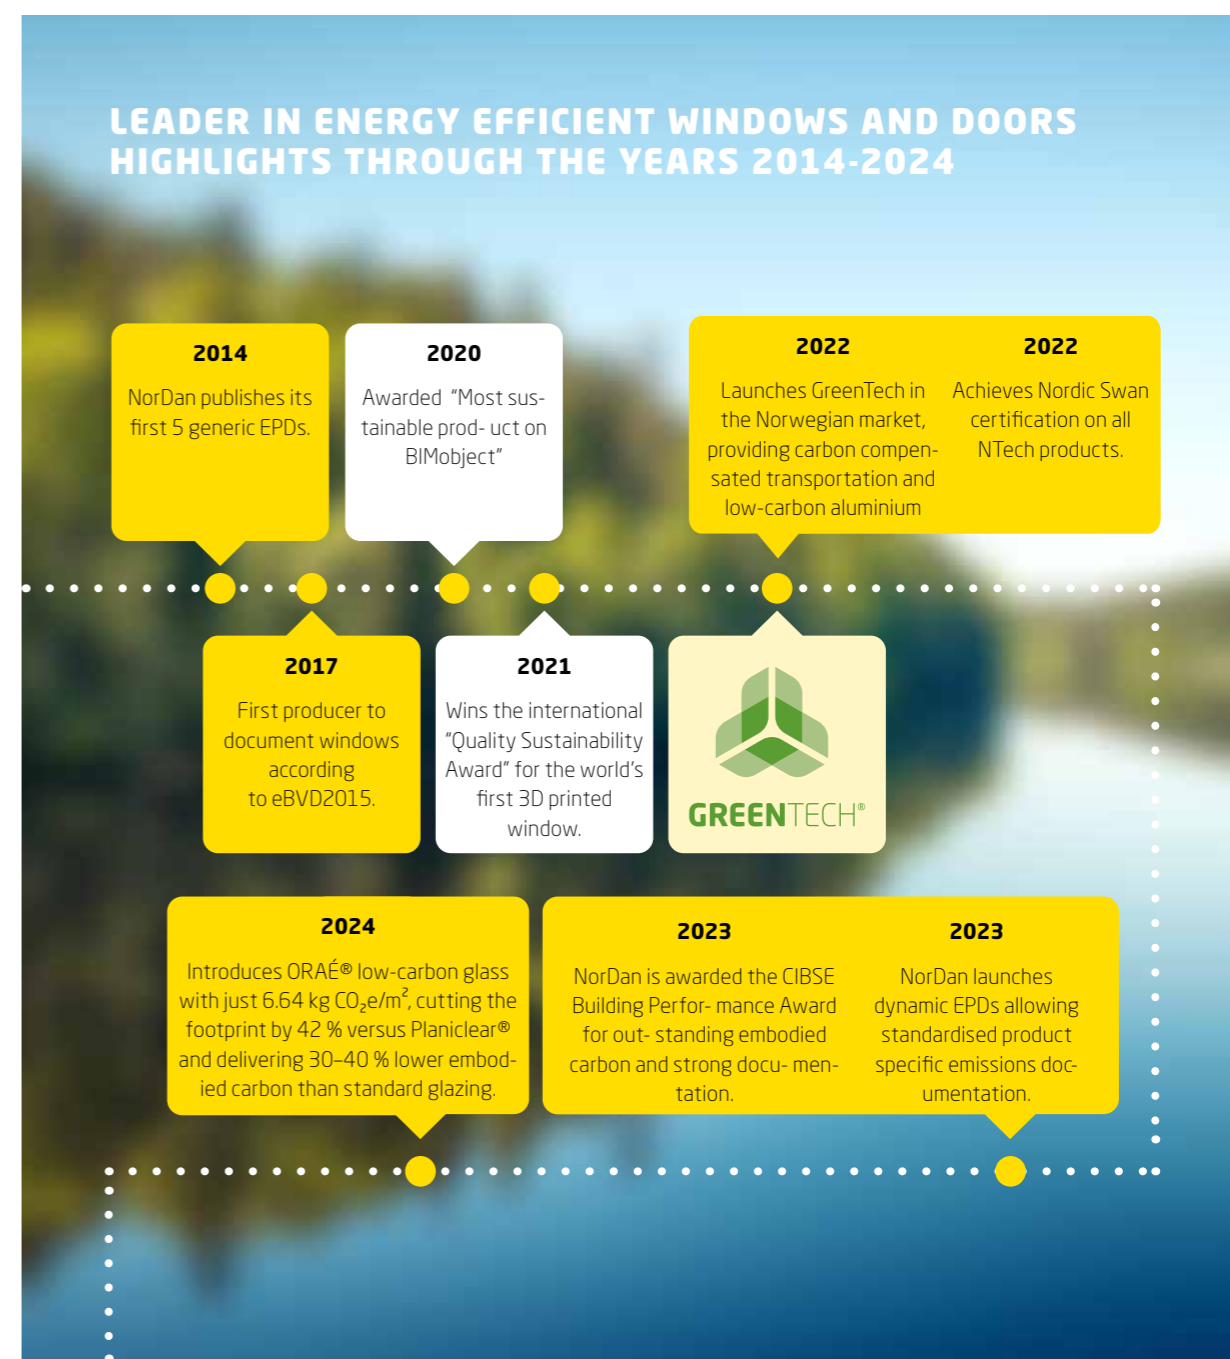 LEADER IN ENERGY EFFICIENT WINDOWS AND DOORS
HIGHLIGHTS THROUGH THE YEARS 2014-2024
2014
NorDan publishes its
first 5 generic EPDs.
2020
Awarded “Most sus-
tainable prod- uct on
BIMobject”
2022
Launches GreenTech in
the Norwegian market,
providing carbon compen-
sated transportation and
low-carbon aluminium
2022
Achieves Nordic Swan
certification on all
NTech products.
2017
First producer to
document windows
according
to eBVD2015.
2021
Wins the international
“Quality Sustainability
Award” for the world’s
first 3D printed
window.
GREENTECH®
2024
Introduces ORAÉ® low-carbon glass
with just 6.64 kg CO₂e/m², cutting the
footprint by 42 % versus Planiclear®
and delivering 30–40 % lower embod-
ied carbon than standard glazing.
2023
NorDan is awarded the CIBSE
Building Perfor- mance Award
for out- standing embodied
carbon and strong docu- men-
tation.
2023
NorDan launches
dynamic EPDs allowing
standardised product
specific emissions doc-
umentation.